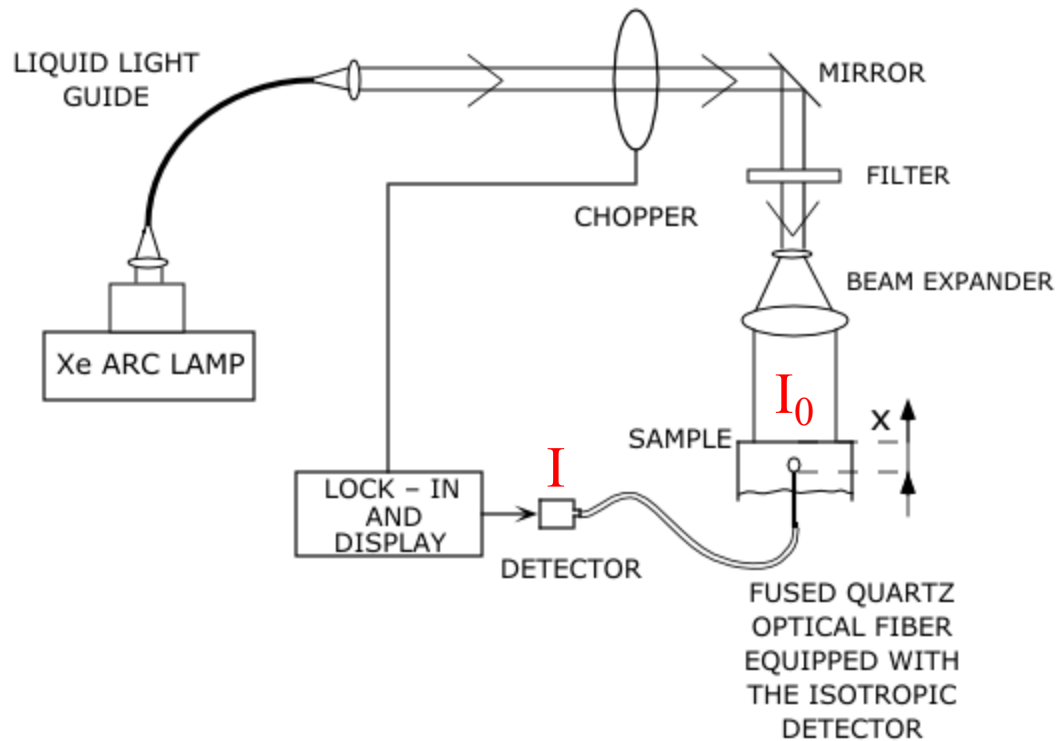 LIQUID LIGHT
GUIDE
MIRROR
FILTER
CHOPPER
BEAM EXPANDER
Xe ARC LAMP
I₀
X
SAMPLE
I
LOCK – IN
AND
DISPLAY
DETECTOR
FUSED QUARTZ
OPTICAL FIBER
EQUIPPED WITH
THE ISOTROPIC
DETECTOR